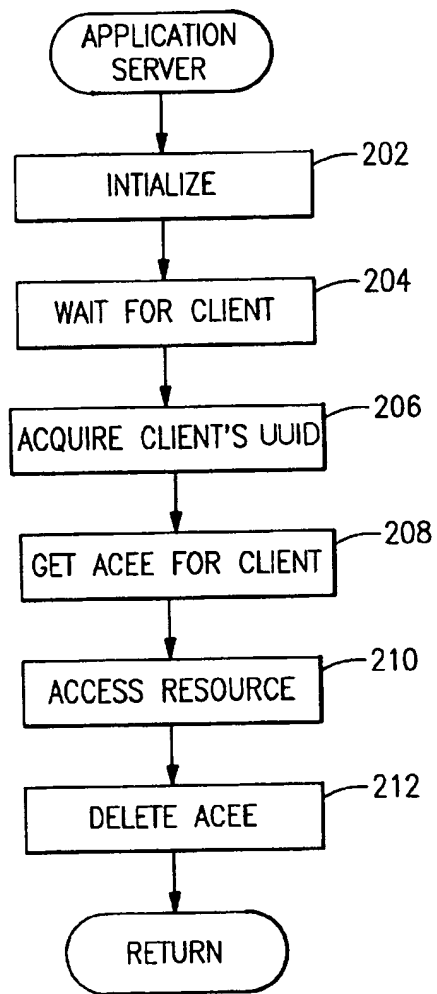 APPLICATION
SERVER
INTIALIZE
202
WAIT FOR CLIENT
204
ACQUIRE CLIENT'S UUID
206
GET ACEE FOR CLIENT
208
ACCESS RESOURCE
210
DELETE ACEE
212
RETURN